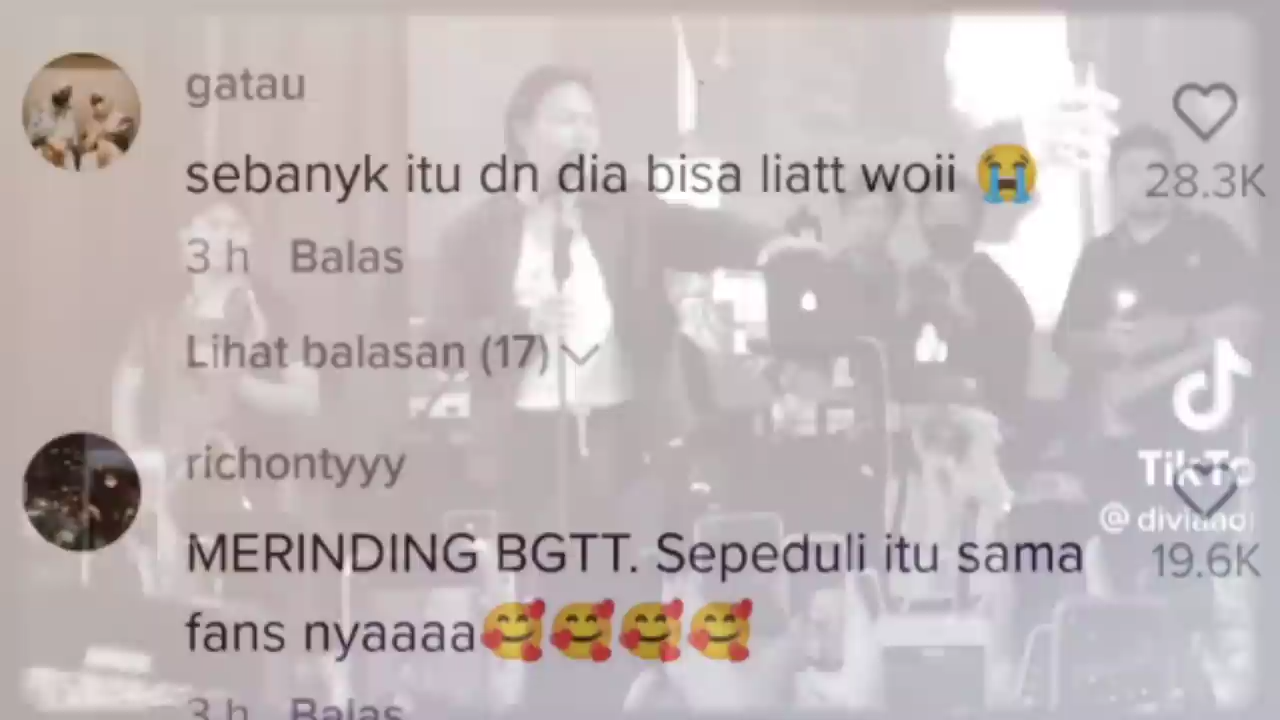 gatau
sebanyk itu dn dia bisa liatt woii 😭
28.3K
3 h Balas
Lihat balasan (17)
richontyyy
MERINDING BGTT. Sepeduli itu sama
fans nyaaaa🥰🥰🥰🥰
19.6K
3 h Balas